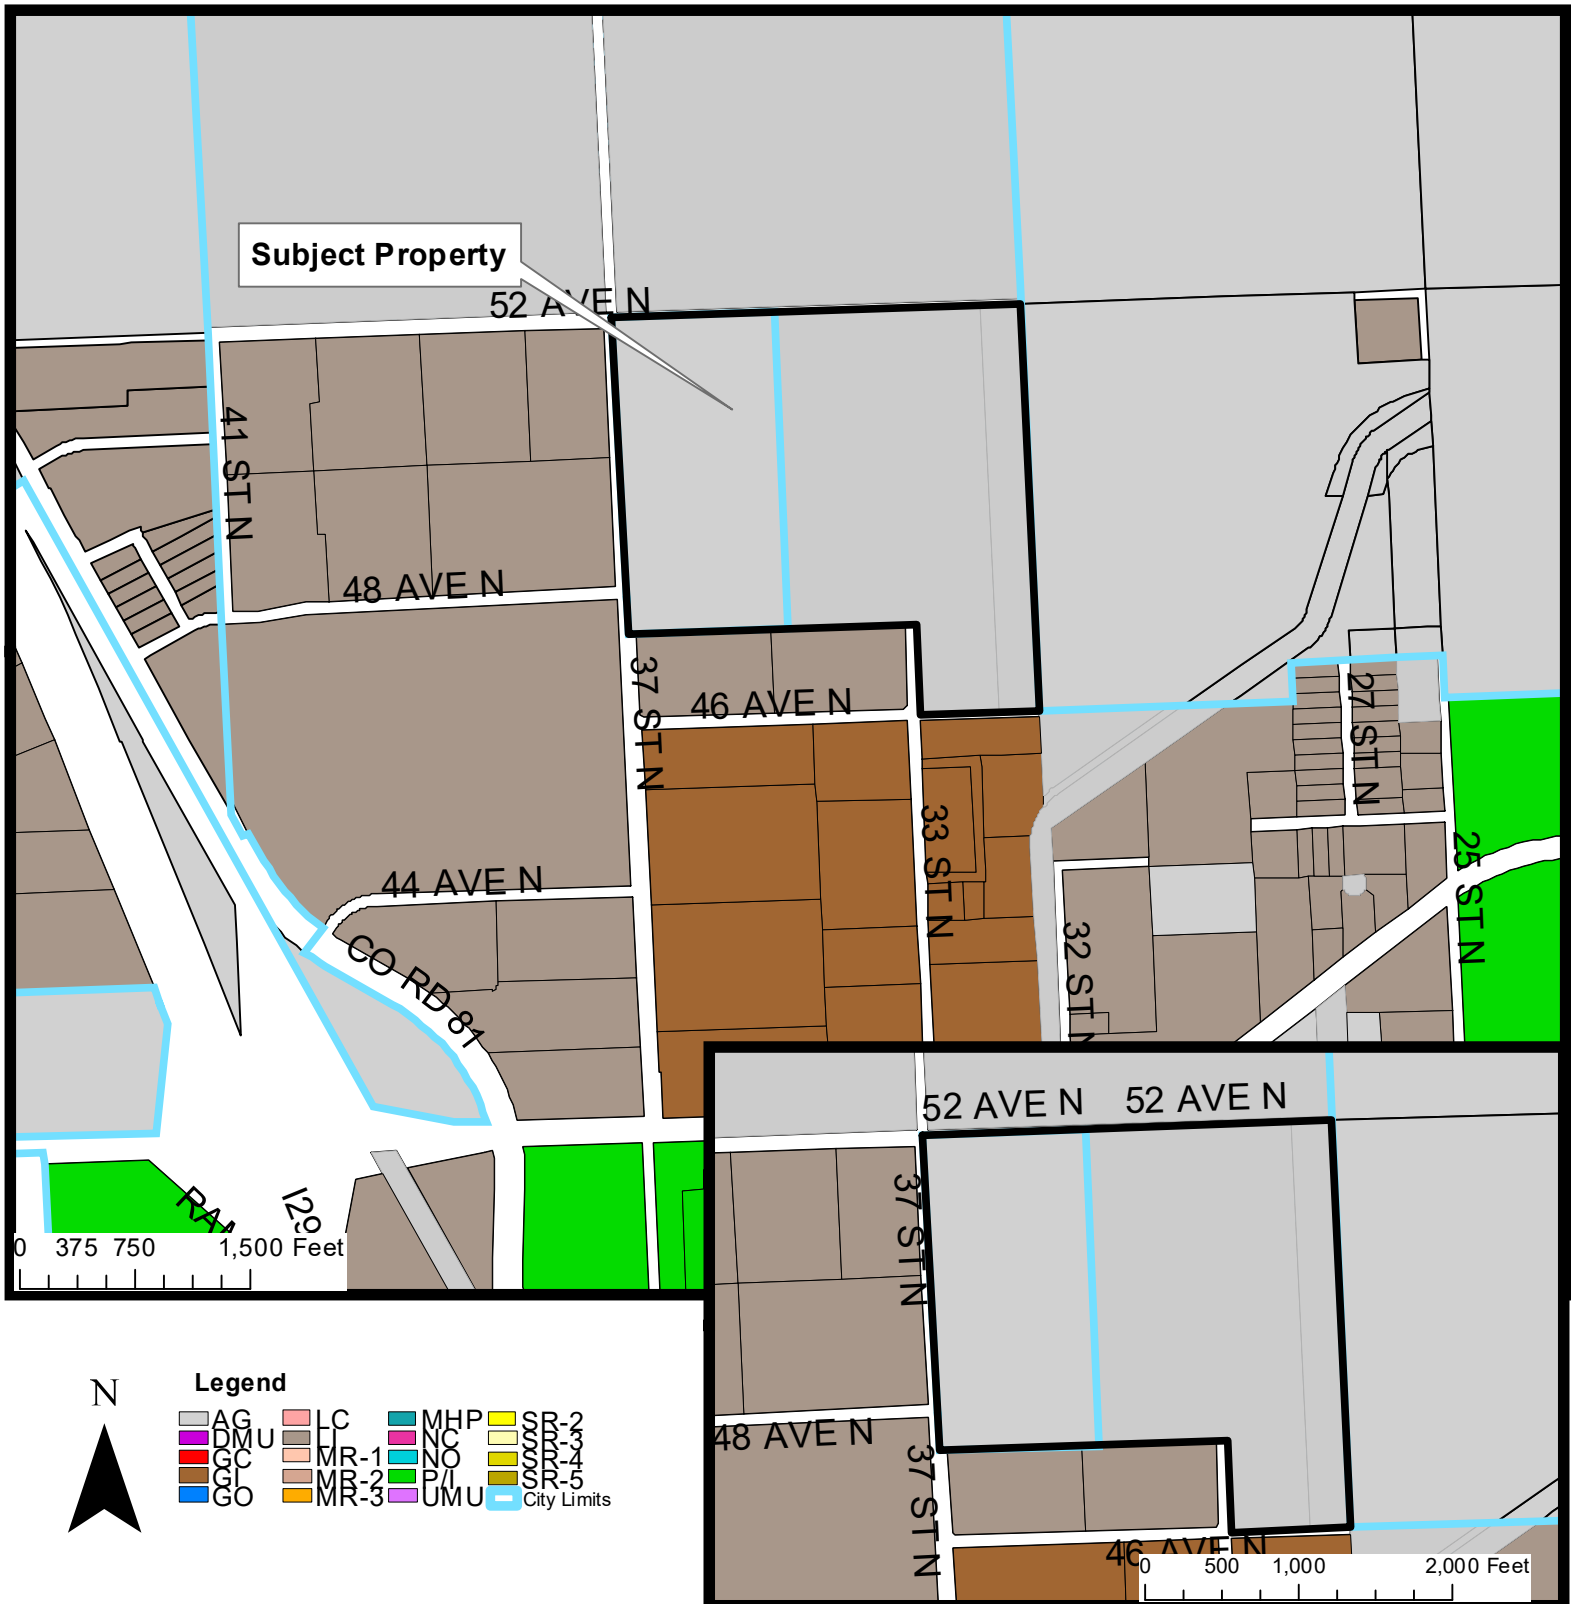 Subject Property
52 AVE N
41 ST N
48 AVE N
37 ST N
46 AVE N
27 ST N
33 ST N
25 ST N
44 AVE N
32 ST N
CO RD 81
I29
0 375 750 1,500 Feet
52 AVE N 52 AVE N
37 ST N
48 AVE N
37 ST N
46 AVE N
0 500 1,000 2,000 Feet
N
Legend
AG
DMU
GC
GI
GO
LC
LI
MR-1
MR-2
MR-3
MHP
NC
NO
P/I
UMU
SR-2
SR-3
SR-4
SR-5
City Limits